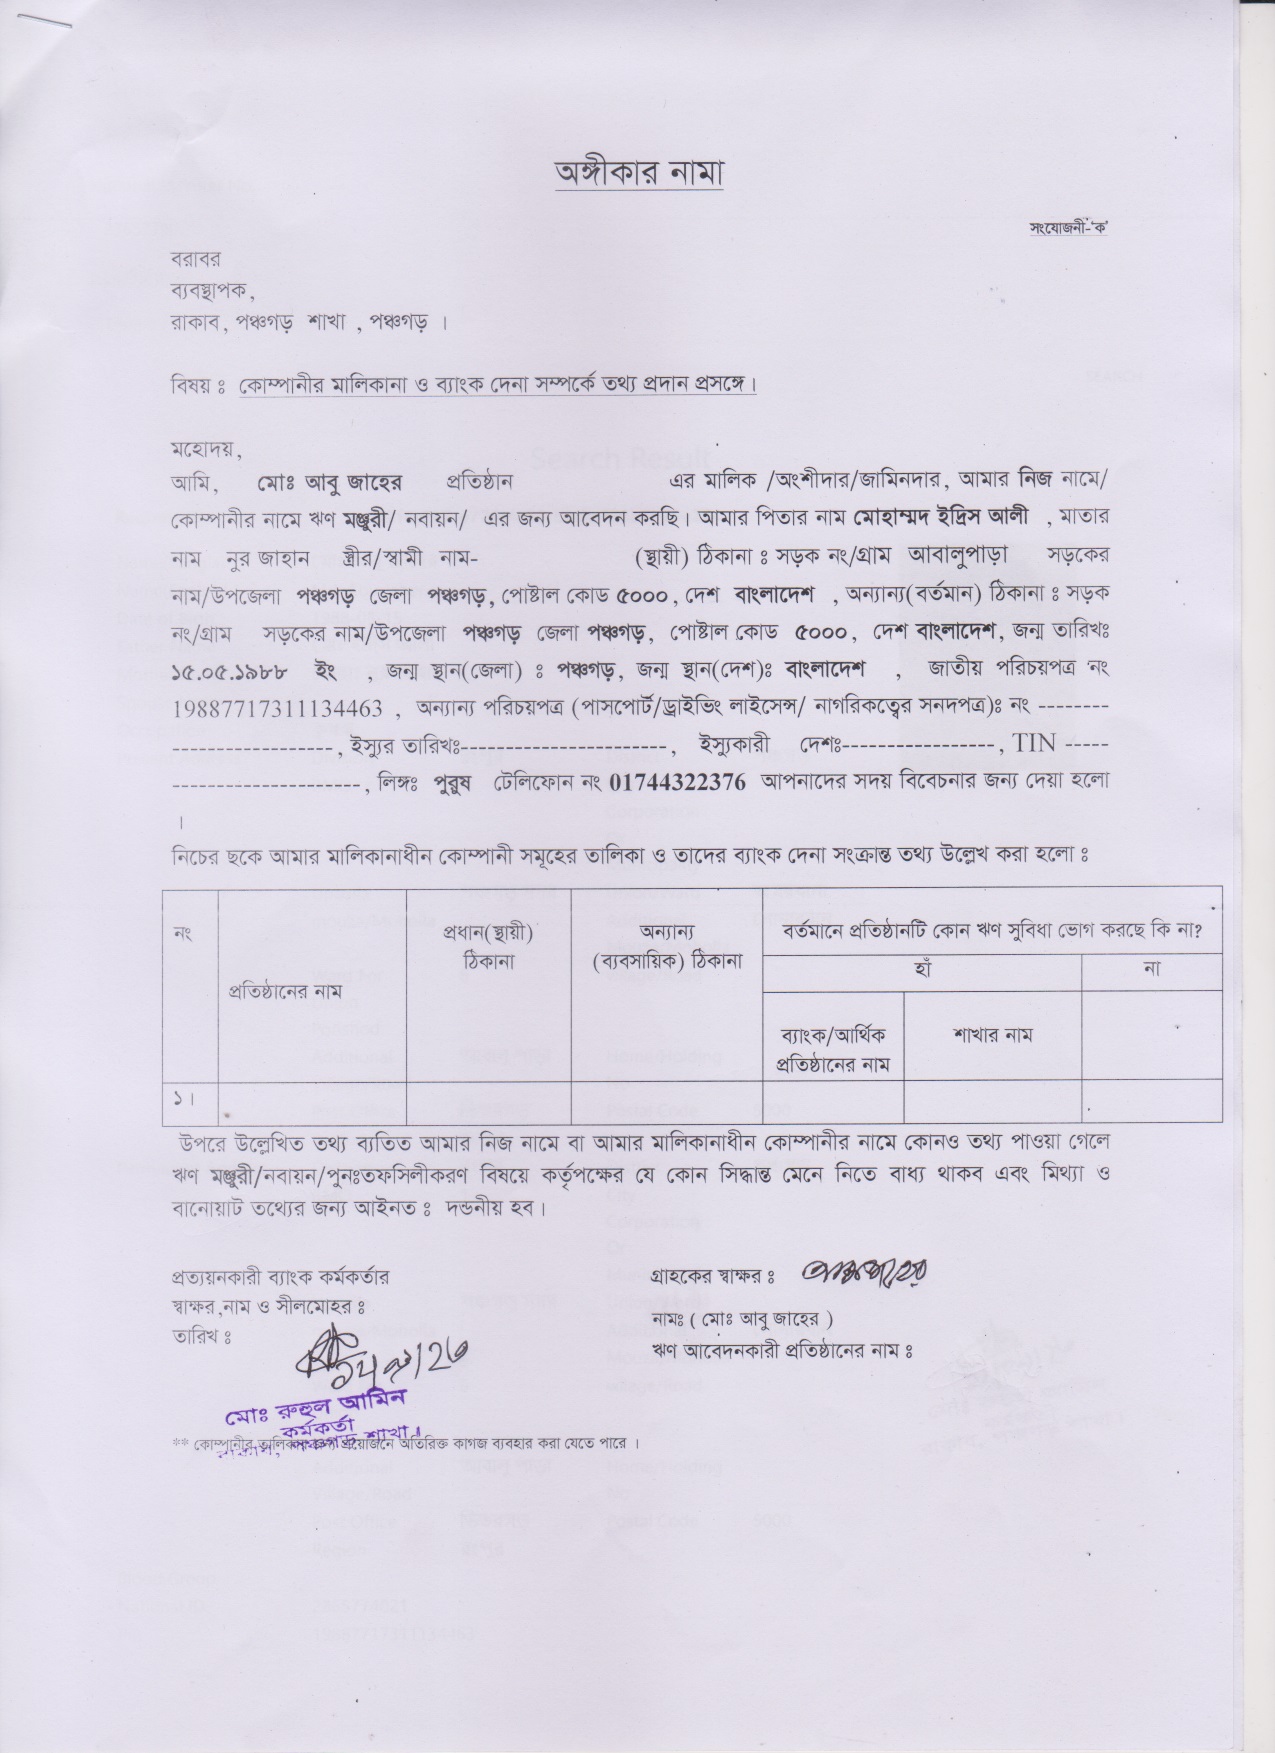 অঙ্গীকার নামা
সংযোজনী-‘ক’
বরাবর
ব্যবস্থাপক,
রাকাব, পঞ্চগড় শাখা , পঞ্চগড় ।
বিষয় ঃ কোম্পানীর মালিকানা ও ব্যাংক দেনা সম্পর্কে তথ্য প্রদান প্রসঙ্গে ।
মহোদয়,
আমি, মোঃ আবু জাহের প্রতিষ্ঠান এর মালিক /অংশীদার/জামিনদার, আমার নিজ নামে/
কোম্পানীর নামে ঋণ মঞ্জুরী/ নবায়ন/ এর জন্য আবেদন করছি। আমার পিতার নাম মোহাম্মদ ইদ্রিস আলী , মাতার
নাম নুর জাহান স্ত্রীর/স্বামী নাম- (স্থায়ী) ঠিকানা ঃ সড়ক নং/গ্রাম আবালুপাড়া সড়কের
নাম/উপজেলা পঞ্চগড় জেলা পঞ্চগড়, পোষ্টাল কোড ৫০০০, দেশ বাংলাদেশ , অন্যান্য(বর্তমান) ঠিকানা ঃ সড়ক
নং/গ্রাম সড়কের নাম/উপজেলা পঞ্চগড় জেলা পঞ্চগড়, পোষ্টাল কোড ৫০০০, দেশ বাংলাদেশ, জন্ম তারিখঃ
১৫.০৫.১৯৮৮ ইং , জন্ম স্থান(জেলা) ঃ পঞ্চগড়, জন্ম স্থান(দেশ)ঃ বাংলাদেশ , জাতীয় পরিচয়পত্র নং
19887717311134463 , অন্যান্য পরিচয়পত্র (পাসপোর্ট/ড্রাইভিং লাইসেন্স/ নাগরিকত্বের সনদপত্র)ঃ নং --------
------------------, ইস্যুর তারিখঃ-----------------------, ইস্যুকারী দেশঃ-----------------, TIN -----
---------------------, লিঙ্গঃ পুরুষ টেলিফোন নং 01744322376 আপনাদের সদয় বিবেচনার জন্য দেয়া হলো
।
নিচের ছকে আমার মালিকানাধীন কোম্পানী সমূহের তালিকা ও তাদের ব্যাংক দেনা সংক্রান্ত তথ্য উল্লেখ করা হলো ঃ
নং
প্রতিষ্ঠানের নাম
প্রধান(স্থায়ী)
ঠিকানা
অন্যান্য
(ব্যবসায়িক) ঠিকানা
বর্তমানে প্রতিষ্ঠানটি কোন ঋণ সুবিধা ভোগ করছে কি না?
হাঁ
না
ব্যাংক/আর্থিক
প্রতিষ্ঠানের নাম
শাখার নাম
১।
উপরে উল্লেখিত তথ্য ব্যতিত আমার নিজ নামে বা আমার মালিকানাধীন কোম্পানীর নামে কোনও তথ্য পাওয়া গেলে
ঋণ মঞ্জুরী/নবায়ন/পুনঃতফসিলীকরণ বিষয়ে কর্তৃপক্ষের যে কোন সিদ্ধান্ত মেনে নিতে বাধ্য থাকব এবং মিথ্যা ও
বানোয়াট তথ্যের জন্য আইনত ঃ দন্ডনীয় হব।
প্রত্যয়নকারী ব্যাংক কর্মকর্তার
স্বাক্ষর,নাম ও সীলমোহর ঃ
তারিখ ঃ
গ্রাহকের স্বাক্ষর ঃ
নামঃ ( মোঃ আবু জাহের )
ঋণ আবেদনকারী প্রতিষ্ঠানের নাম ঃ
মোঃ রুহুল আমিন
কর্মকর্তা
পঞ্চগড় শাখা।
** কোম্পানীর তালিকার জন্য প্রয়োজনে অতিরিক্ত কাগজ ব্যবহার করা যেতে পারে ।